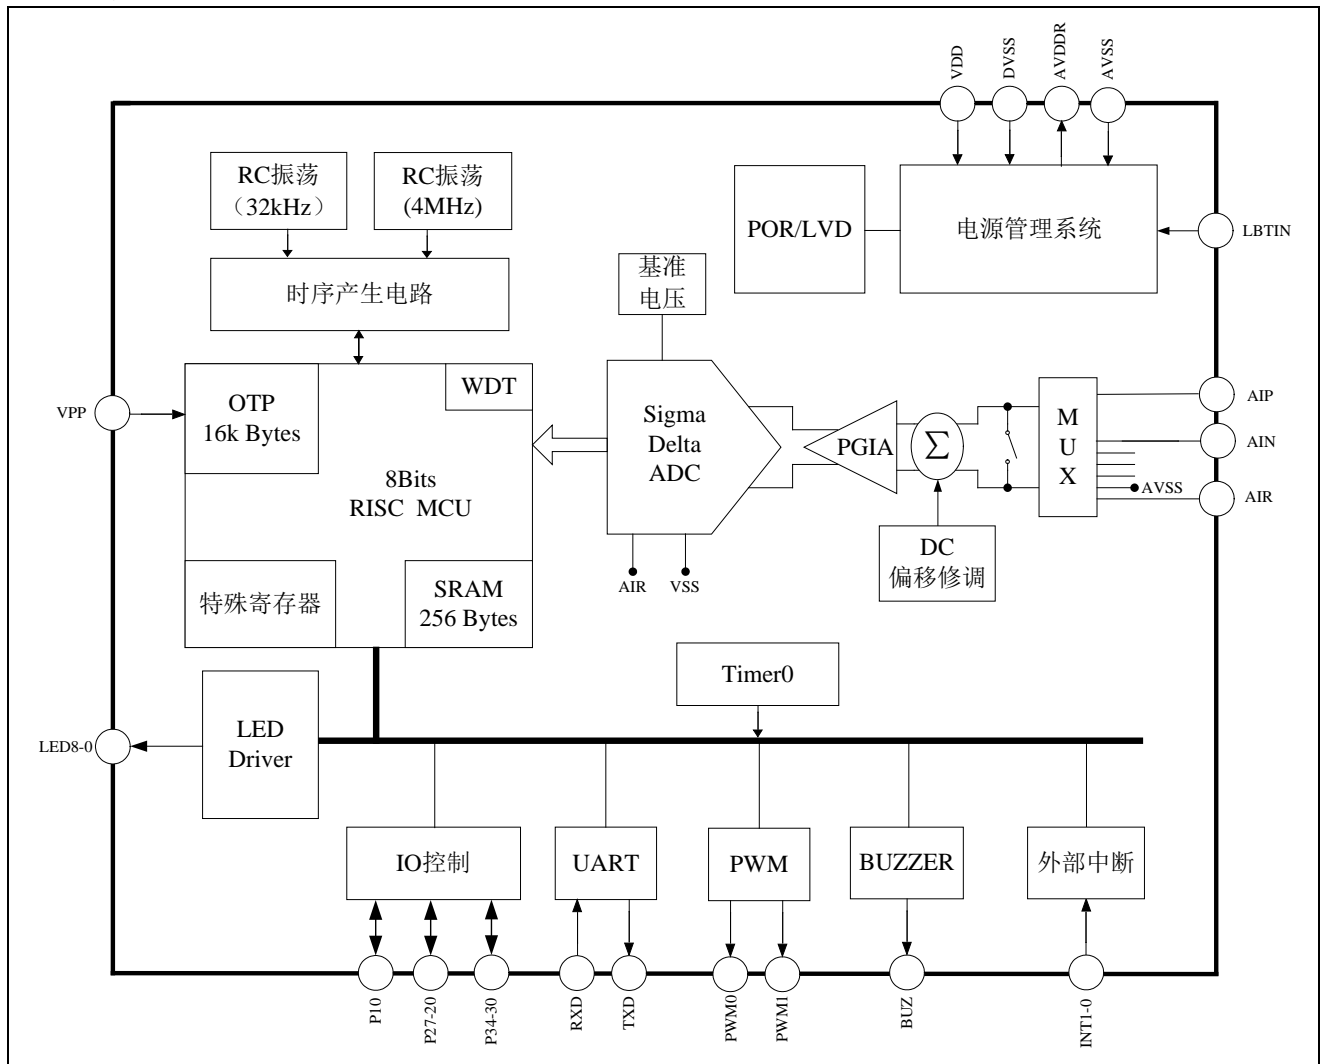 VDD
DVSS
AVDDR
AVSS
RC振荡
（32kHz）
RC振荡
(4MHz)
POR/LVD
电源管理系统
LBTIN
时序产生电路
基准
电压
VPP
OTP
16k Bytes
WDT
8Bits
RISC MCU
特殊寄存器
SRAM
256 Bytes
Sigma
Delta
ADC
AIR
VSS
PGIA
Σ
DC
偏移修调
M
U
X
AIP
AIN
AVSS
AIR
Timer0
LED8-0
LED
Driver
IO控制
UART
PWM
BUZZER
外部中断
P10
P27-20
P34-30
RXD
TXD
PWM0
PWM1
BUZ
INT1-0